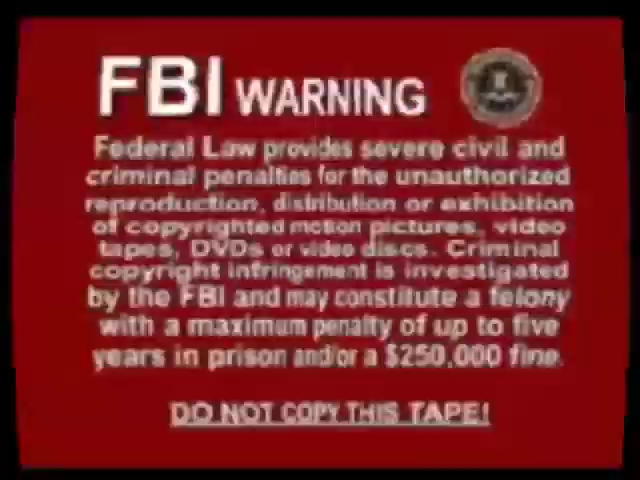 FBI WARNING
Federal Law provides severe civil and
criminal penalties for the unauthorized
reproduction, distribution or exhibition
of copyrighted motion pictures, video
tapes, DVDs or video discs. Criminal
copyright infringement is investigated
by the FBI and may constitute a felony
with a maximum penalty of up to five
years in prison and/or a $250,000 fine.
DO NOT COPY THIS TAPE!